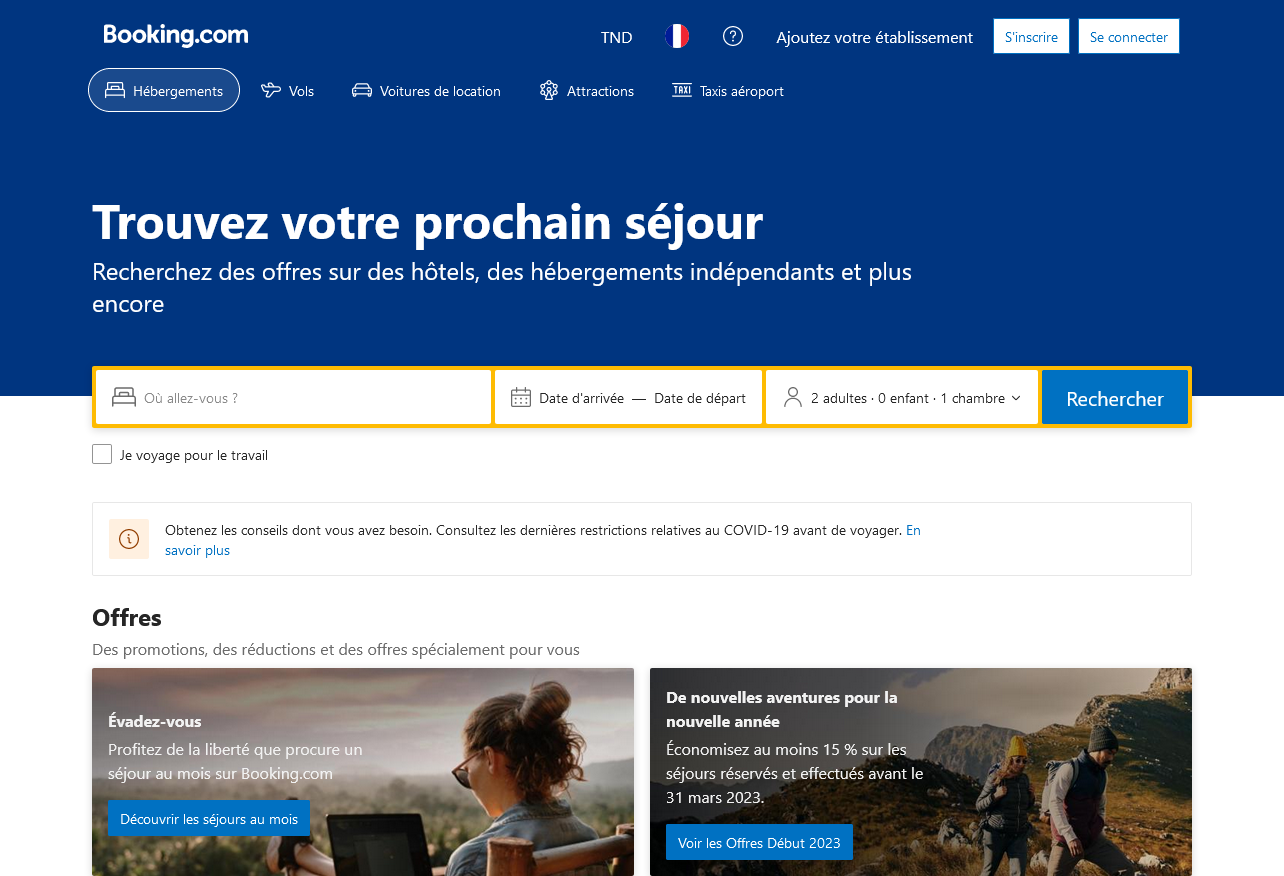 Booking.com
TND
Ajoutez votre établissement
S'inscrire
Se connecter
Hébergements
Vols
Voitures de location
Attractions
TAXI
Taxis aéroport
Trouvez votre prochain séjour
Recherchez des offres sur des hôtels, des hébergements indépendants et plus
encore
Où allez-vous ?
Date d'arrivée — Date de départ
2 adultes · 0 enfant · 1 chambre
Rechercher
Je voyage pour le travail
Obtenez les conseils dont vous avez besoin. Consultez les dernières restrictions relatives au COVID-19 avant de voyager. En
savoir plus
Offres
Des promotions, des réductions et des offres spécialement pour vous
Évadez-vous
Profitez de la liberté que procure un
séjour au mois sur Booking.com
Découvrir les séjours au mois
De nouvelles aventures pour la
nouvelle année
Économisez au moins 15 % sur les
séjours réservés et effectués avant le
31 mars 2023.
Voir les Offres Début 2023